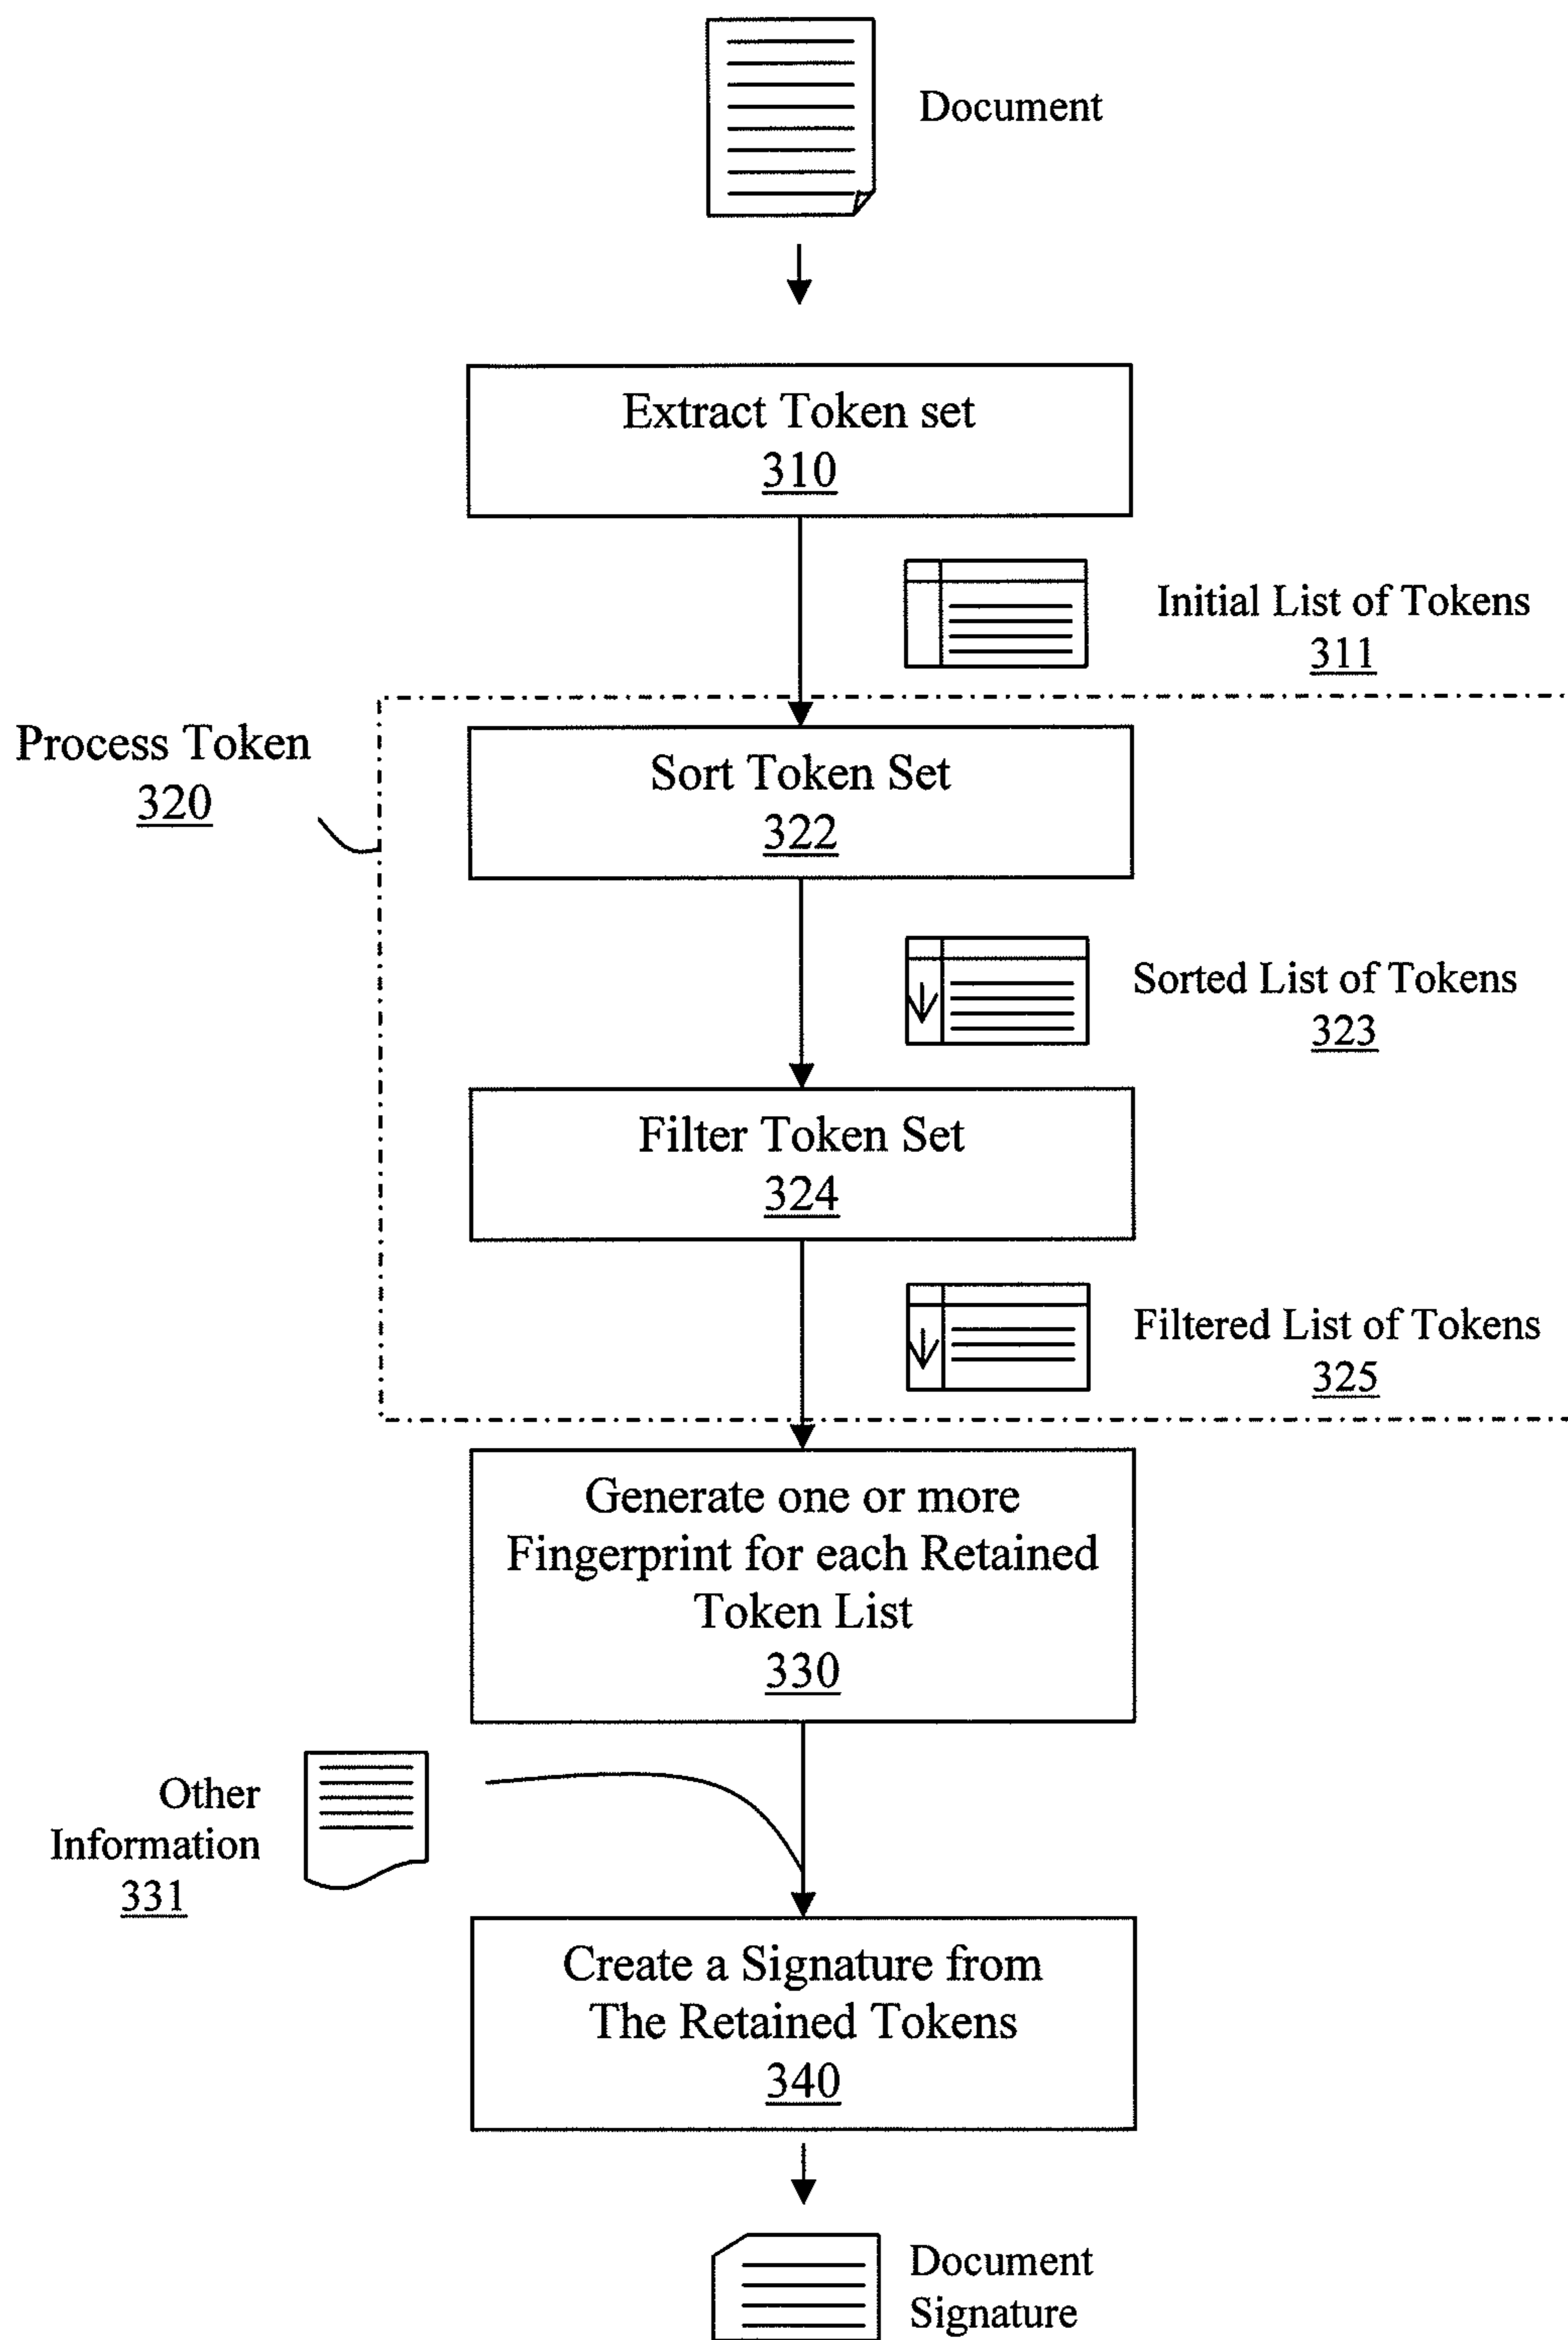 Document
Extract Token set
310
Initial List of Tokens
311
Process Token
320
Sort Token Set
322
Sorted List of Tokens
323
Filter Token Set
324
Filtered List of Tokens
325
Generate one or more
Fingerprint for each Retained
Token List
330
Other
Information
331
Create a Signature from
The Retained Tokens
340
Document
Signature